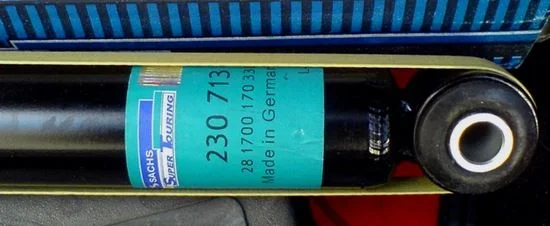 SACHS
SUPER TOURING
230 713
28 1700 170 33
Made in German
L